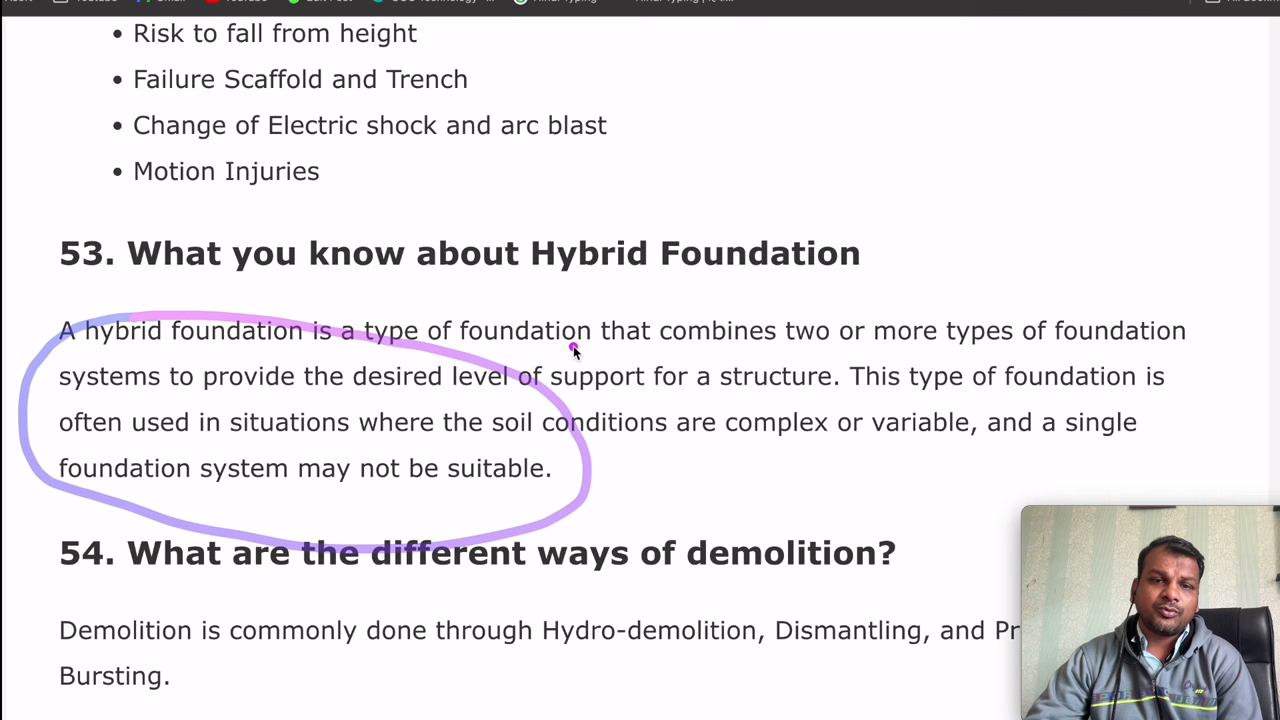 Risk to fall from height
Failure Scaffold and Trench
Change of Electric shock and arc blast
Motion Injuries
53. What you know about Hybrid Foundation
A hybrid foundation is a type of foundation that combines two or more types of foundation
systems to provide the desired level of support for a structure. This type of foundation is
often used in situations where the soil conditions are complex or variable, and a single
foundation system may not be suitable.
54. What are the different ways of demolition?
Demolition is commonly done through Hydro-demolition, Dismantling, and Pr
Bursting.